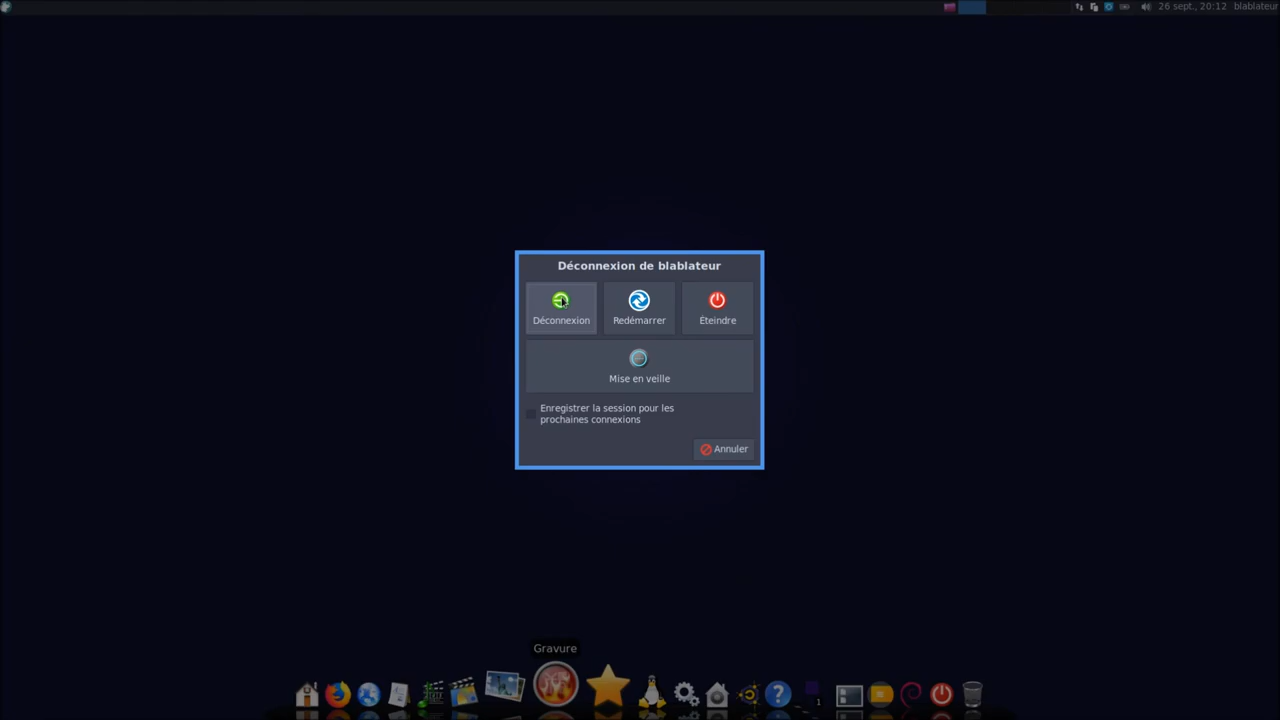 26 sept., 20:12 blablateur
Déconnexion de blablateur
Déconnexion Redémarrer Éteindre
Mise en veille
Enregistrer la session pour les
prochaines connexions
Annuler
Gravure
1